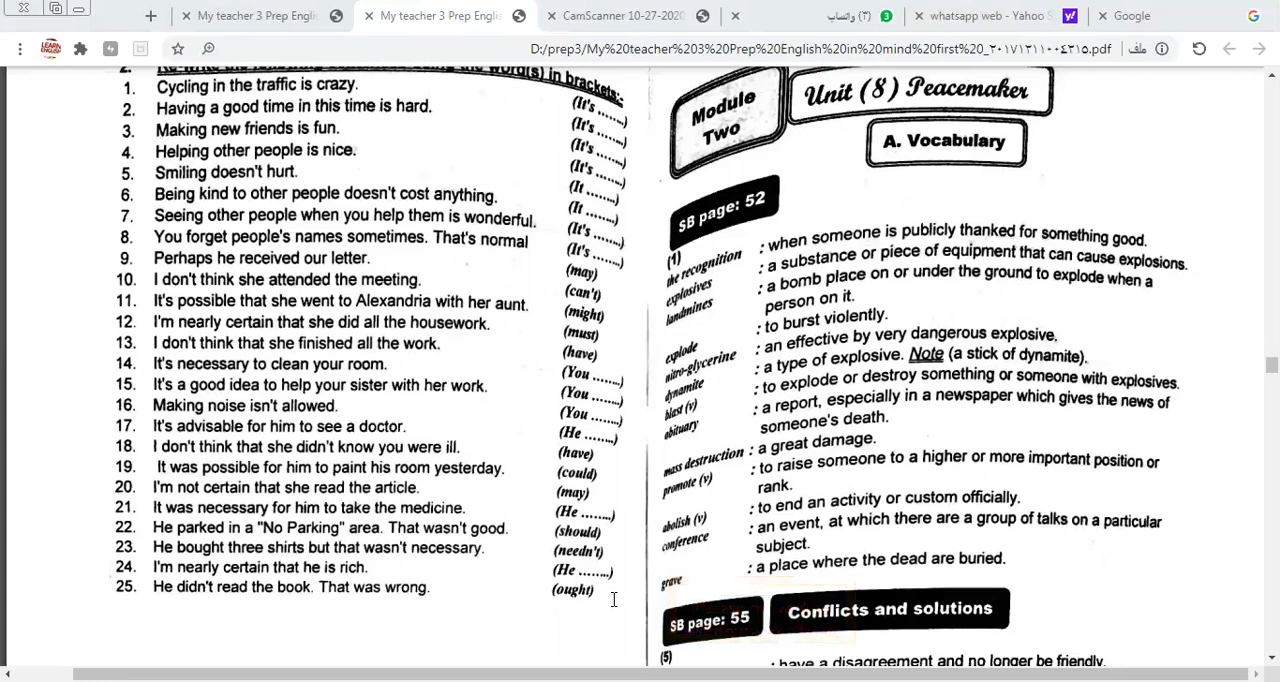 My teacher 3 Prep Englis
My teacher 3 Prep Englis
CamScanner 10-27-2020
(٣) واتساب
3
whatsapp web - Yahoo S
Google
D:/prep3/My%20teacher%203%20Prep%20English%20in%20mind%20first%20_٢٠١٧١٢١١٠٠٤٢١٥.pdf
ملف
word(s) in brackets:-
1. Cycling in the traffic is crazy. (It's .......)
2. Having a good time in this time is hard. (It's .......)
3. Making new friends is fun. (It's .......)
4. Helping other people is nice. (It's .......)
5. Smiling doesn't hurt. (It .......)
6. Being kind to other people doesn't cost anything. (It .......)
7. Seeing other people when you help them is wonderful. (It's .......)
8. You forget people's names sometimes. That's normal (It's .......)
9. Perhaps he received our letter. (may)
10. I don't think she attended the meeting. (can't)
11. It's possible that she went to Alexandria with her aunt. (might)
12. I'm nearly certain that she did all the housework. (must)
13. I don't think that she finished all the work. (have)
14. It's necessary to clean your room. (You .......)
15. It's a good idea to help your sister with her work. (You .......)
16. Making noise isn't allowed. (You .......)
17. It's advisable for him to see a doctor. (He .......)
18. I don't think that she didn't know you were ill. (have)
19. It was possible for him to paint his room yesterday. (could)
20. I'm not certain that she read the article. (may)
21. It was necessary for him to take the medicine. (He .......)
22. He parked in a "No Parking" area. That wasn't good. (should)
23. He bought three shirts but that wasn't necessary. (needn't)
24. I'm nearly certain that he is rich. (He .......)
25. He didn't read the book. That was wrong. (ought)
Module
Two
Unit (8) Peacemaker
A. Vocabulary
SB page: 52
(1)
the recognition : when someone is publicly thanked for something good.
explosives : a substance or piece of equipment that can cause explosions.
landmines : a bomb place on or under the ground to explode when a
person on it.
explode : to burst violently.
nitro-glycerine : an effective by very dangerous explosive.
dynamite : a type of explosive. Note (a stick of dynamite).
blast (v) : to explode or destroy something or someone with explosives.
obituary : a report, especially in a newspaper which gives the news of
someone's death.
mass destruction : a great damage.
promote (v) : to raise someone to a higher or more important position or
rank.
abolish (v) : to end an activity or custom officially.
conference : an event, at which there are a group of talks on a particular
subject.
grave : a place where the dead are buried.
SB page: 55
Conflicts and solutions
(5)
: have a disagreement and no longer be friendly.